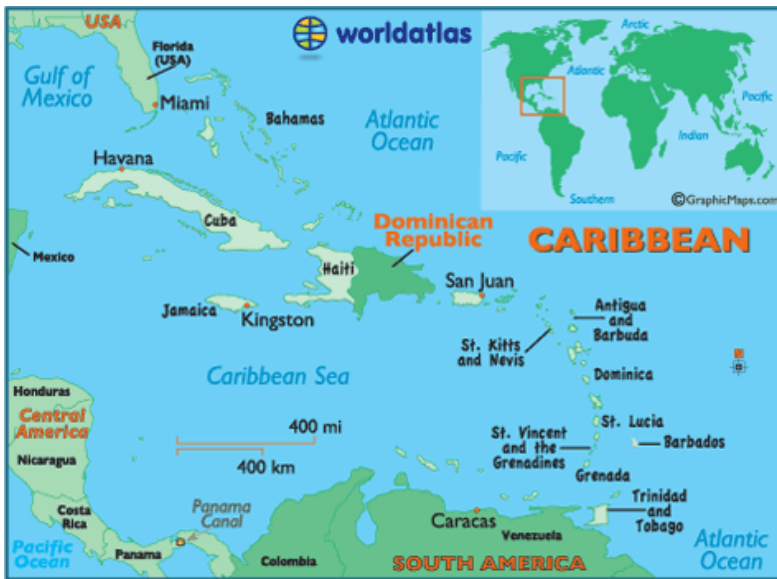 USA
worldatlas
Arctic
Florida
(USA)
Gulf of
Mexico
Atlantic
Pacific
Miami
Bahamas
Atlantic
Ocean
Indian
Pacific
Havana
Southern
©GraphicMaps.com
Cuba
Dominican
Republic
CARIBBEAN
Mexico
Haiti
San Juan
Jamaica
Kingston
Antigua
and
Barbuda
St. Kitts
and Nevis
N
Caribbean Sea
Dominica
Honduras
Central
America
400 mi
400 km
St. Lucia
Barbados
St. Vincent
and the
Grenadines
Nicaragua
Grenada
Costa
Rica
Panama
Canal
Trinidad
and
Tobago
Caracas
Venezuela
Pacific
Ocean
Panama
Colombia
SOUTH AMERICA
Atlantic
Ocean